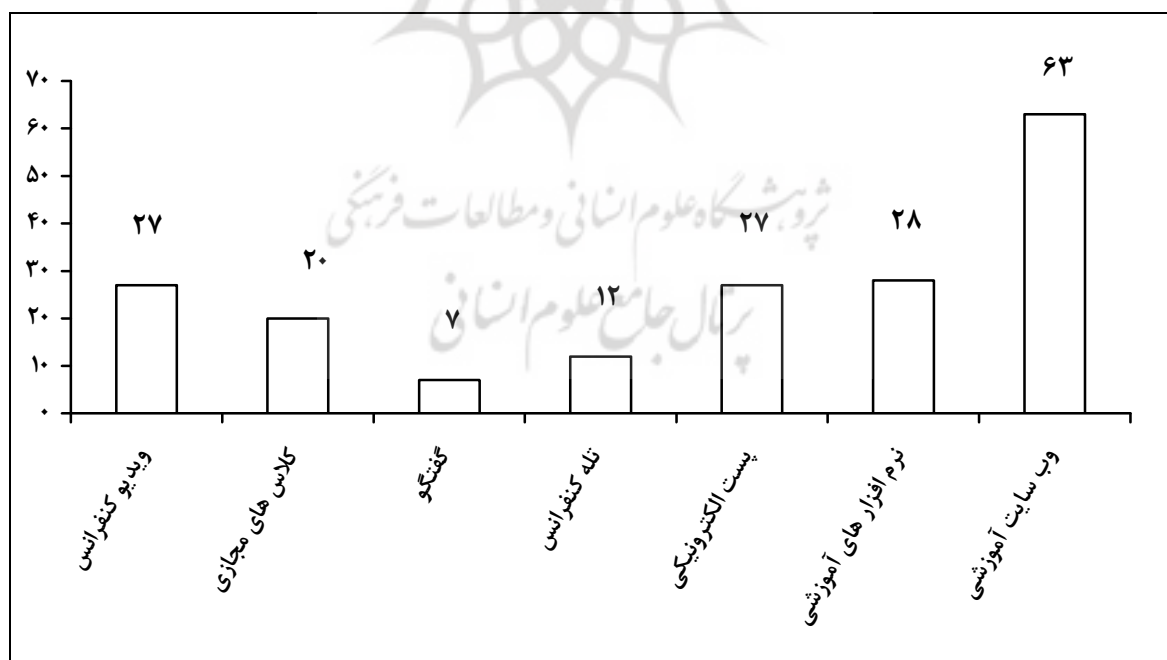 ۶۳
۲۸
۲۷
۱۲
۷
۲۰
۲۷
۷۰
۶۰
۵۰
۴۰
۳۰
۲۰
۱۰
۰
پژوهشگاه علوم انسانی و مطالعات فرهنگی
پرتال جامع علوم انسانی
وب سایت آموزشی
نرم افزار های آموزشی
پست الکترونیکی
تله کنفرانس
گفتگو
کلاس های مجازی
ویدیو کنفرانس